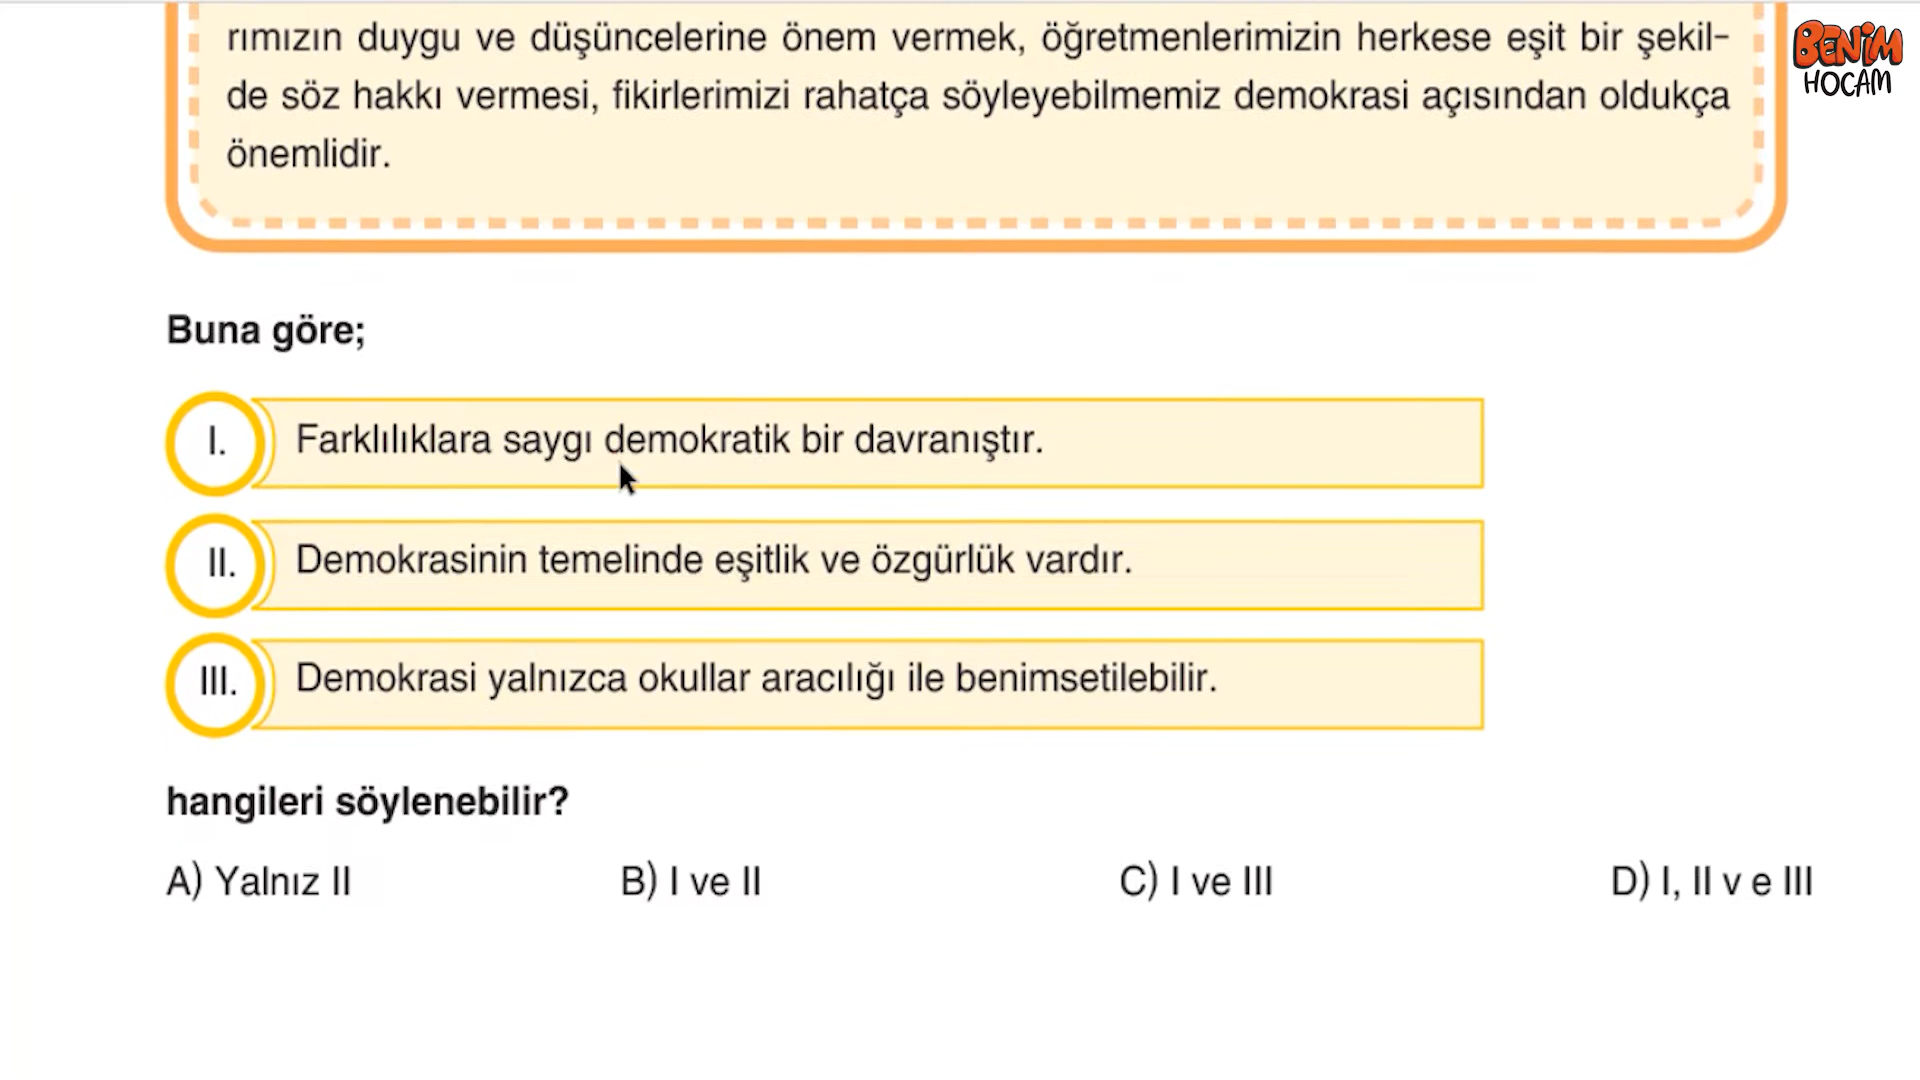 rımızın duygu ve düşüncelerine önem vermek, öğretmenlerimizin herkese eşit bir şekil-
de söz hakkı vermesi, fikirlerimizi rahatça söyleyebilmemiz demokrasi açısından oldukça
önemlidir.
BENİM
HOCAM
Buna göre;
I. Farklılıklara saygı demokratik bir davranıştır.
II. Demokrasinin temelinde eşitlik ve özgürlük vardır.
III. Demokrasi yalnızca okullar aracılığı ile benimsetilebilir.
hangileri söylenebilir?
A) Yalnız II B) I ve II C) I ve III D) I, II v e III